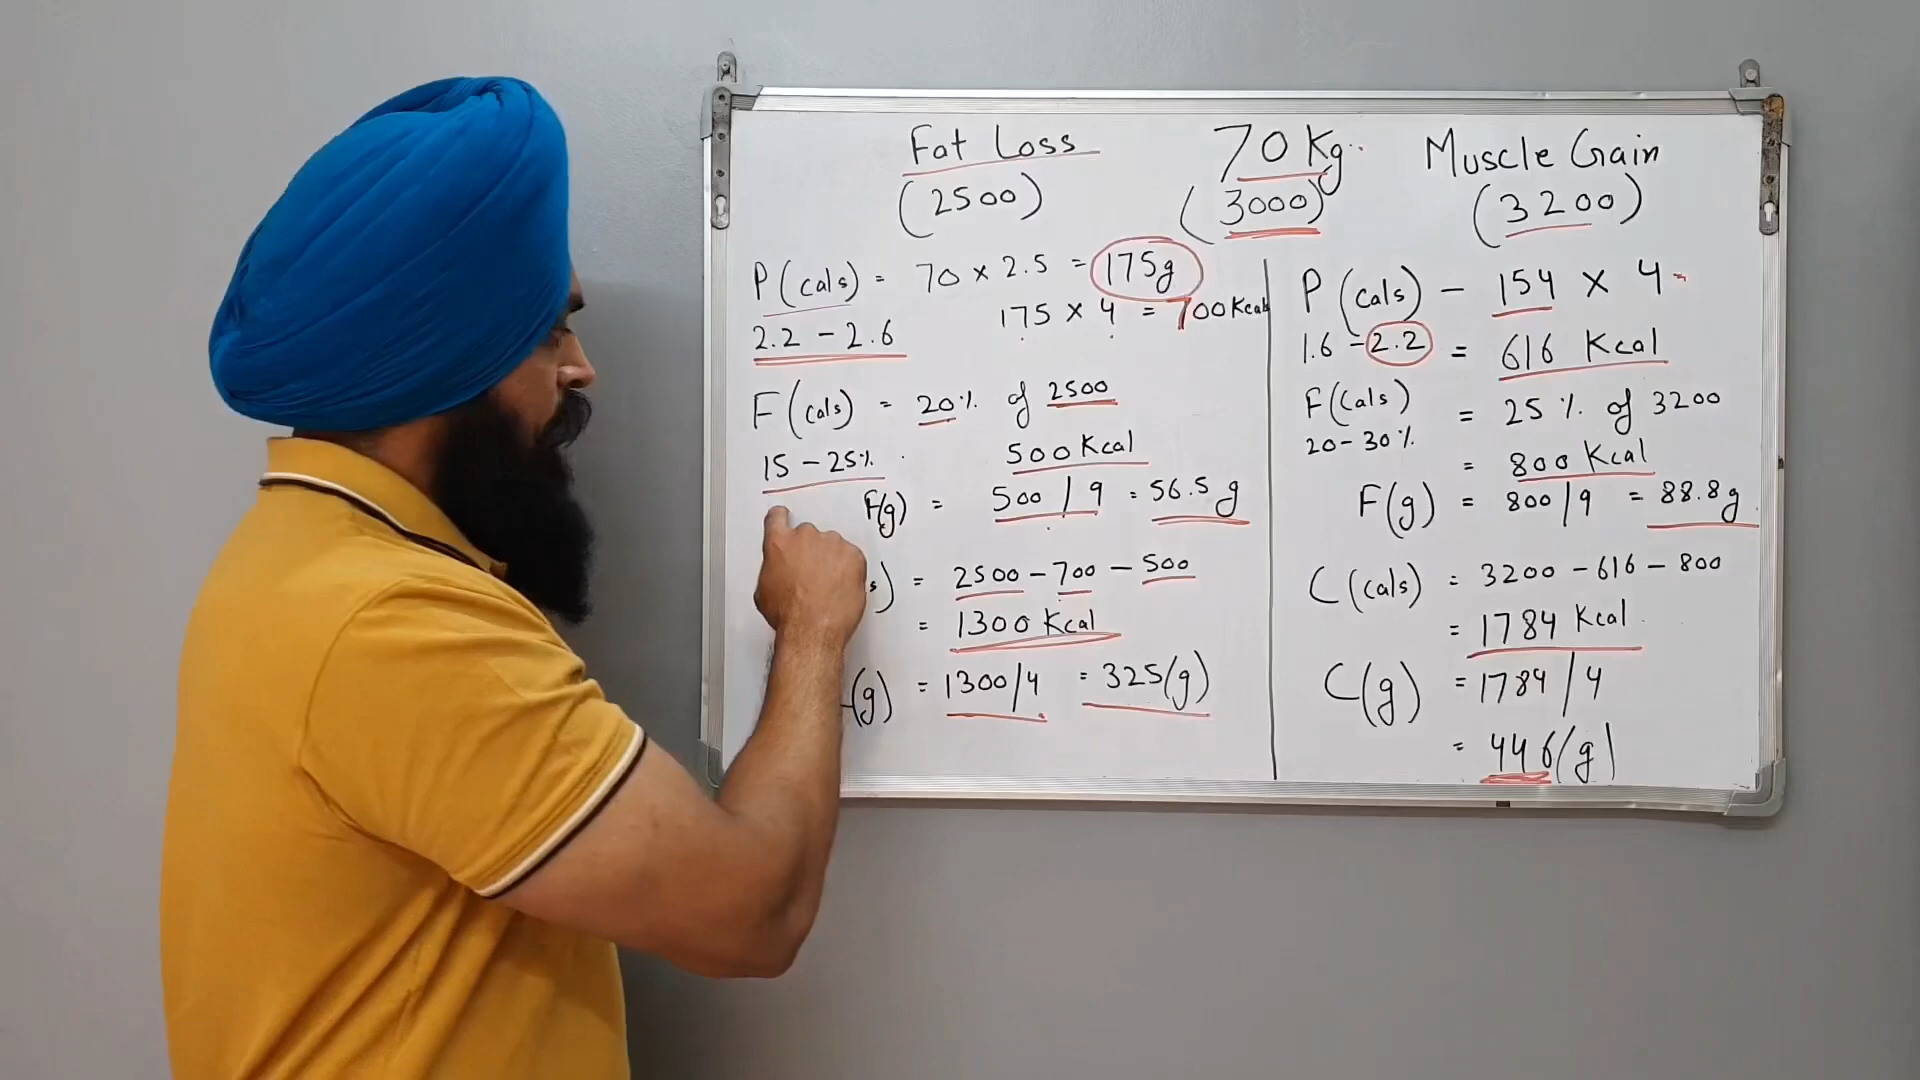 Fat Loss
(2500)
70 Kg.
(3000)
Muscle Gain
(3200)
P(cals) = 70 × 2.5 = 175g
175 × 4 = 700Kcal
2.2 - 2.6
F(cals) = 20% of 2500
15 - 25%
500 Kcal
F(g) = 500/9 = 56.5 g
= 2500 - 700 - 500
= 1300 Kcal
(g) = 1300/4 = 325(g)
P(cals) - 154 × 4 -
1.6 - 2.2 = 616 Kcal
F(cals) = 25% of 3200
20-30%
= 800 Kcal
F(g) = 800/9 = 88.8g
C(cals) = 3200 - 616 - 800
= 1784 Kcal
C(g) = 1784/4
= 446(g)